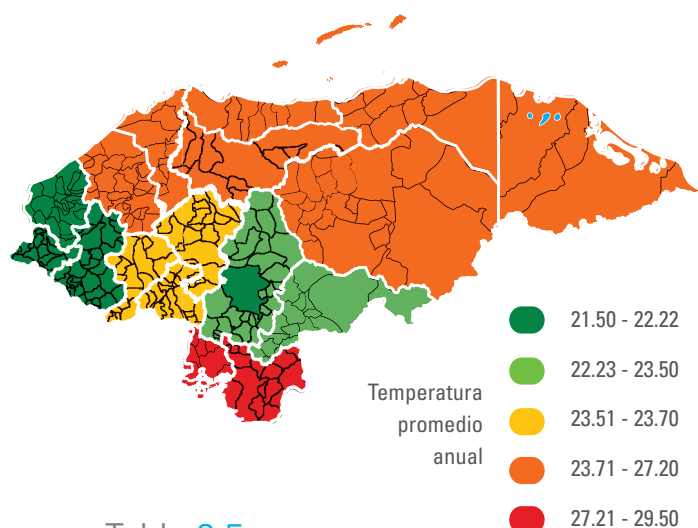 21.50 - 22.22
22.23 - 23.50
Temperatura
promedio
anual
23.51 - 23.70
23.71 - 27.20
27.21 - 29.50